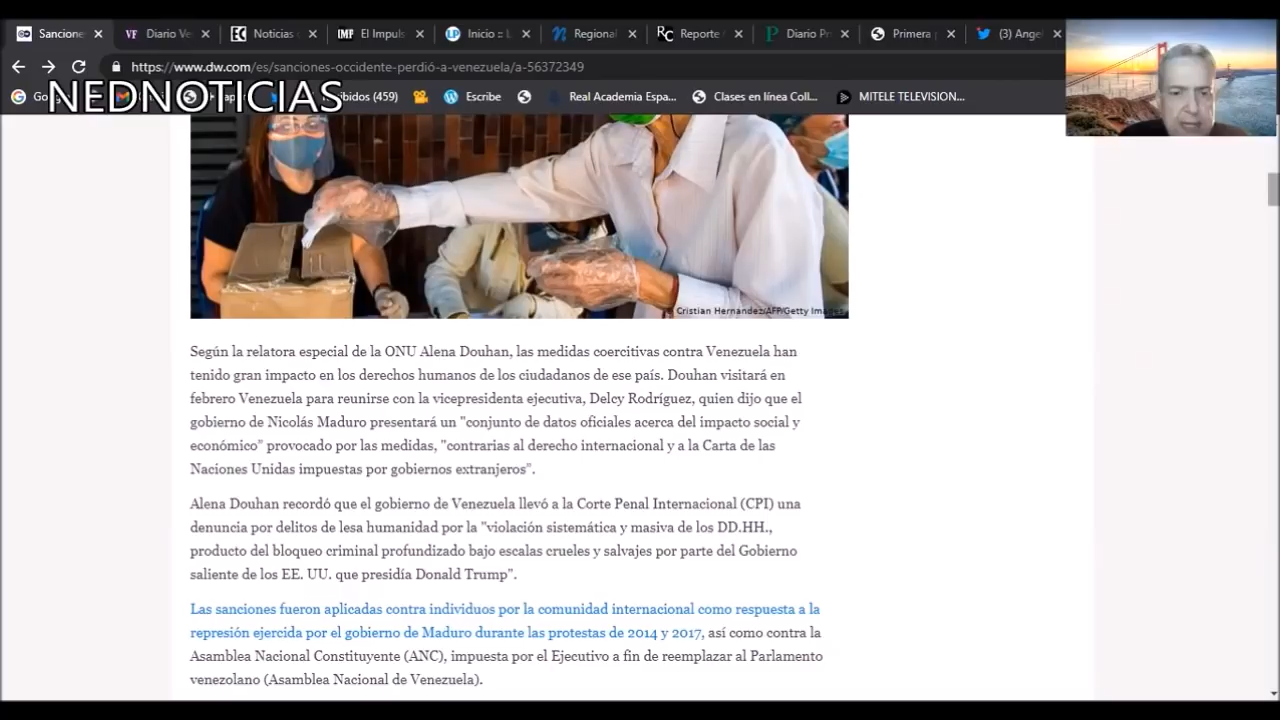 Sanciones
VF Diario Ve
EC Noticias
IMP El Impuls
LP Inicio :: L
Regional
RC Reporte
P Diario Pr
Primera
(3) Ange
https://www.dw.com/es/sanciones-occidente-perdió-a-venezuela/a-56372349
NEDNOTICIAS
ibidos (459)
Escribe
Real Academia Espa...
Clases en línea Coll...
MITELE TELEVISION...
Cristian Hernandez/AFP/Getty Images
Según la relatora especial de la ONU Alena Douhan, las medidas coercitivas contra Venezuela han
tenido gran impacto en los derechos humanos de los ciudadanos de ese país. Douhan visitará en
febrero Venezuela para reunirse con la vicepresidenta ejecutiva, Delcy Rodríguez, quien dijo que el
gobierno de Nicolás Maduro presentará un "conjunto de datos oficiales acerca del impacto social y
económico" provocado por las medidas, "contrarias al derecho internacional y a la Carta de las
Naciones Unidas impuestas por gobiernos extranjeros".
Alena Douhan recordó que el gobierno de Venezuela llevó a la Corte Penal Internacional (CPI) una
denuncia por delitos de lesa humanidad por la "violación sistemática y masiva de los DD.HH.,
producto del bloqueo criminal profundizado bajo escalas crueles y salvajes por parte del Gobierno
saliente de los EE. UU. que presidía Donald Trump".
Las sanciones fueron aplicadas contra individuos por la comunidad internacional como respuesta a la
represión ejercida por el gobierno de Maduro durante las protestas de 2014 y 2017, así como contra la
Asamblea Nacional Constituyente (ANC), impuesta por el Ejecutivo a fin de reemplazar al Parlamento
venezolano (Asamblea Nacional de Venezuela).